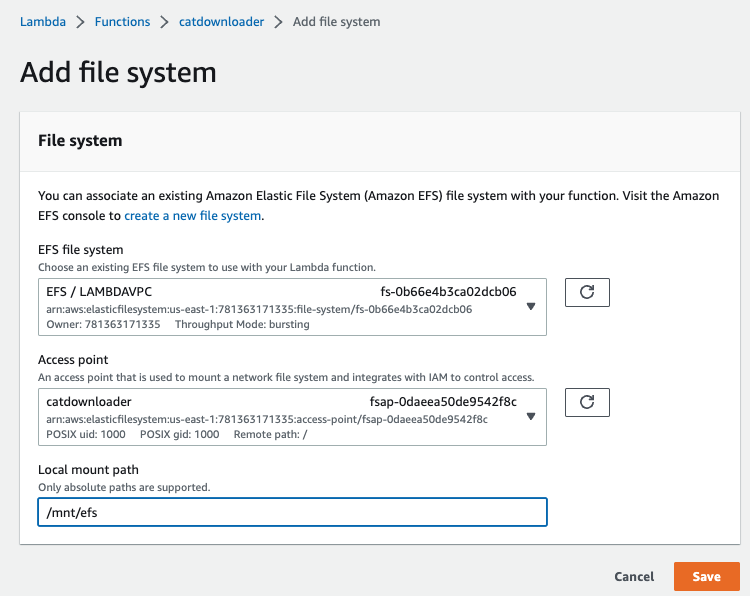 Lambda > Functions > catdownloader > Add file system
Add file system
File system
You can associate an existing Amazon Elastic File System (Amazon EFS) file system with your function. Visit the Amazon
EFS console to create a new file system.
EFS file system
Choose an existing EFS file system to use with your Lambda function.
EFS / LAMBDAVPC fs-0b66e4b3ca02dcb06
arn:aws:elasticfilesystem:us-east-1:781363171335:file-system/fs-0b66e4b3ca02dcb06
Owner: 781363171335 Throughput Mode: bursting
Access point
An access point that is used to mount a network file system and integrates with IAM to control access.
catdownloader fsap-0daeea50de9542f8c
arn:aws:elasticfilesystem:us-east-1:781363171335:access-point/fsap-0daeea50de9542f8c
POSIX uid: 1000 POSIX gid: 1000 Remote path: /
Local mount path
Only absolute paths are supported.
/mnt/efs
Cancel Save